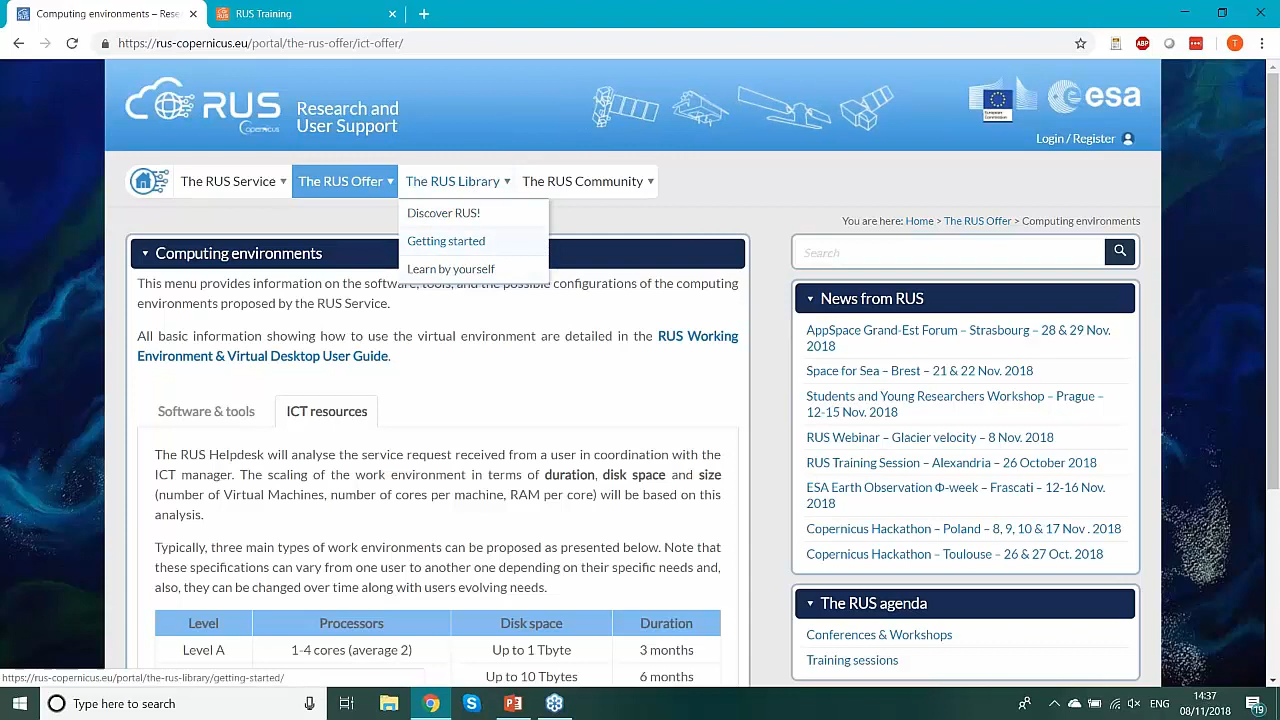 Computing environments – Rese
RUS Training
https://rus-copernicus.eu/portal/the-rus-offer/ict-offer/
ABP
T
RUS
Copernicus
Research and
User Support
European
Commission
esa
Login / Register
The RUS Service
The RUS Offer
The RUS Library
The RUS Community
Discover RUS!
Getting started
Learn by yourself
You are here: Home > The RUS Offer > Computing environments
Computing environments
This menu provides information on the software, tools, and the possible configurations of the computing
environments proposed by the RUS Service.
All basic information showing how to use the virtual environment are detailed in the RUS Working
Environment & Virtual Desktop User Guide.
Software & tools
ICT resources
The RUS Helpdesk will analyse the service request received from a user in coordination with the
ICT manager. The scaling of the work environment in terms of duration, disk space and size
(number of Virtual Machines, number of cores per machine, RAM per core) will be based on this
analysis.
Typically, three main types of work environments can be proposed as presented below. Note that
these specifications can vary from one user to another one depending on their specific needs and,
also, they can be changed over time along with users evolving needs.
Level Processors Disk space Duration
Level A 1-4 cores (average 2) Up to 1 Tbyte 3 months
Up to 10 Tbytes 6 months
Search
News from RUS
AppSpace Grand-Est Forum – Strasbourg – 28 & 29 Nov.
2018
Space for Sea – Brest – 21 & 22 Nov. 2018
Students and Young Researchers Workshop – Prague –
12-15 Nov. 2018
RUS Webinar – Glacier velocity – 8 Nov. 2018
RUS Training Session – Alexandria – 26 October 2018
ESA Earth Observation Φ-week – Frascati – 12-16 Nov.
2018
Copernicus Hackathon – Poland – 8, 9, 10 & 17 Nov . 2018
Copernicus Hackathon – Toulouse – 26 & 27 Oct. 2018
The RUS agenda
Conferences & Workshops
Training sessions
https://rus-copernicus.eu/portal/the-rus-library/getting-started/
Type here to search
ENG
14:37
08/11/2018
19